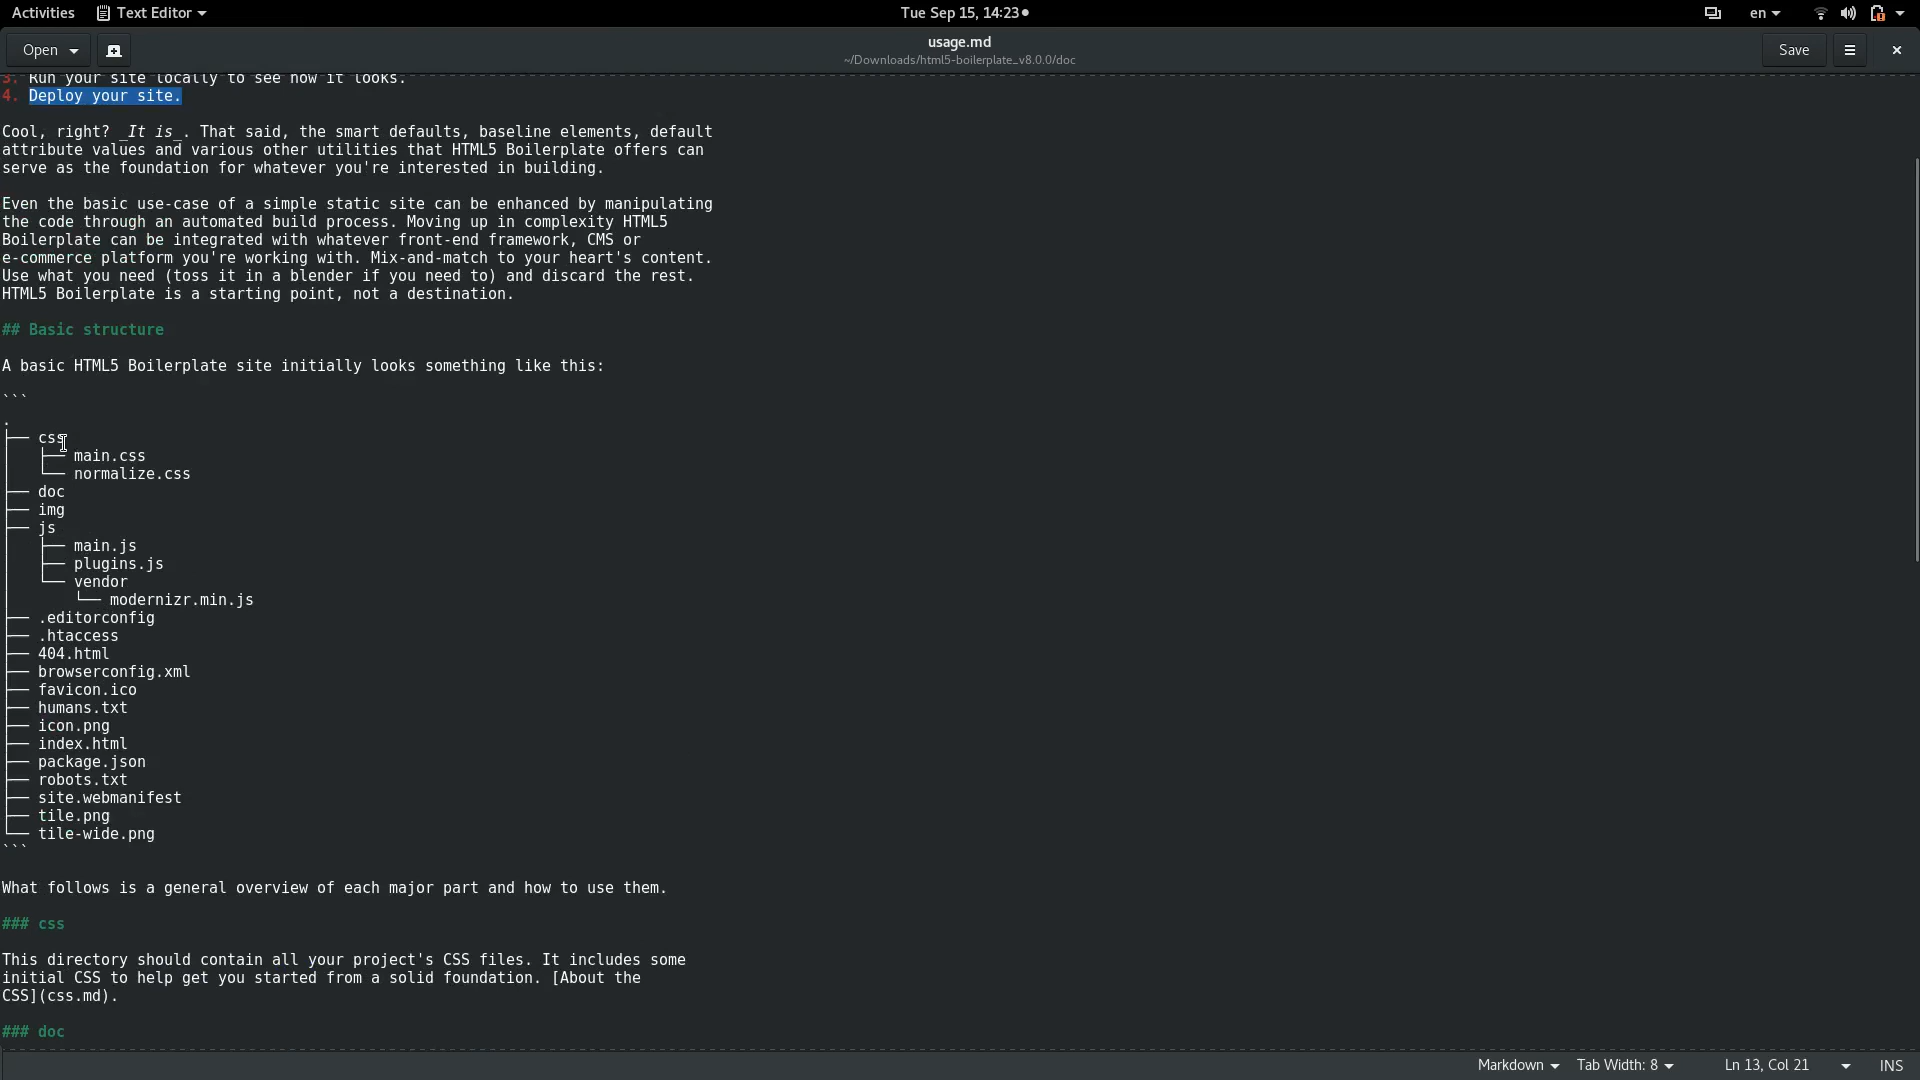 Activities Text Editor Tue Sep 15, 14:23 en
Open usage.md Save
~/Downloads/html5-boilerplate_v8.0.0/doc
3. Run your site locally to see how it looks.
4. Deploy your site.
Cool, right? _It is_. That said, the smart defaults, baseline elements, default
attribute values and various other utilities that HTML5 Boilerplate offers can
serve as the foundation for whatever you're interested in building.
Even the basic use-case of a simple static site can be enhanced by manipulating
the code through an automated build process. Moving up in complexity HTML5
Boilerplate can be integrated with whatever front-end framework, CMS or
e-commerce platform you're working with. Mix-and-match to your heart's content.
Use what you need (toss it in a blender if you need to) and discard the rest.
HTML5 Boilerplate is a starting point, not a destination.
## Basic structure
A basic HTML5 Boilerplate site initially looks something like this:
```
.
├── css
│   ├── main.css
│   └── normalize.css
├── doc
├── img
├── js
│   ├── main.js
│   ├── plugins.js
│   └── vendor
│       └── modernizr.min.js
├── .editorconfig
├── .htaccess
├── 404.html
├── browserconfig.xml
├── favicon.ico
├── humans.txt
├── icon.png
├── index.html
├── package.json
├── robots.txt
├── site.webmanifest
├── tile.png
└── tile-wide.png
```
What follows is a general overview of each major part and how to use them.
### css
This directory should contain all your project's CSS files. It includes some
initial CSS to help get you started from a solid foundation. [About the
CSS](css.md).
### doc
Markdown Tab Width: 8 Ln 13, Col 21 INS